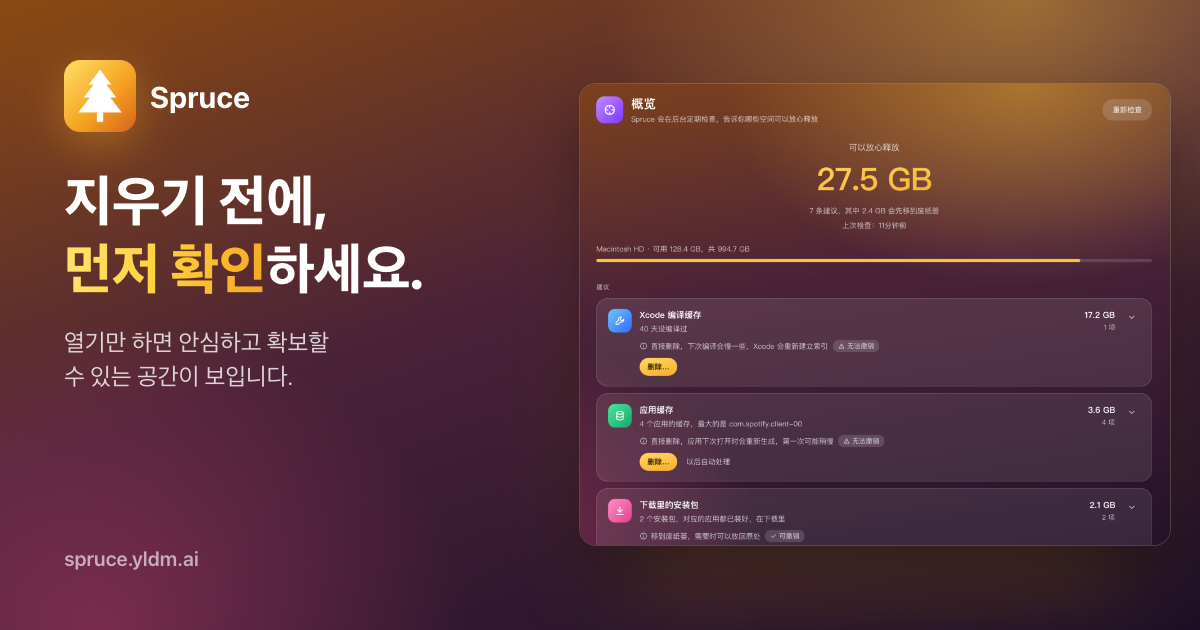 Spruce
지우기 전에,
먼저 확인하세요.
열기만 하면 안심하고 확보할
수 있는 공간이 보입니다.
spruce.yldm.ai
概览
Spruce 会在后台定期检查，告诉你哪些空间可以放心释放
重新检查
可以放心释放
27.5 GB
7 条建议，其中 2.4 GB 会先移到废纸篓
上次检查：11分钟前
Macintosh HD · 可用 128.4 GB，共 994.7 GB
建议
Xcode 编译缓存
17.2 GB
40 天没编译过
1 项
直接删除，下次编译会慢一些，Xcode 会重新建立索引
无法撤销
删除…
应用缓存
3.6 GB
4 个应用的缓存，最大的是 com.spotify.client-00
4 项
直接删除，应用下次打开时会重新生成，第一次可能稍慢
无法撤销
删除…
以后自动处理
下载里的安装包
2.1 GB
2 个安装包，对应的应用都已装好，在下载里
2 项
移到废纸篓，需要时可以放回原处
可撤销